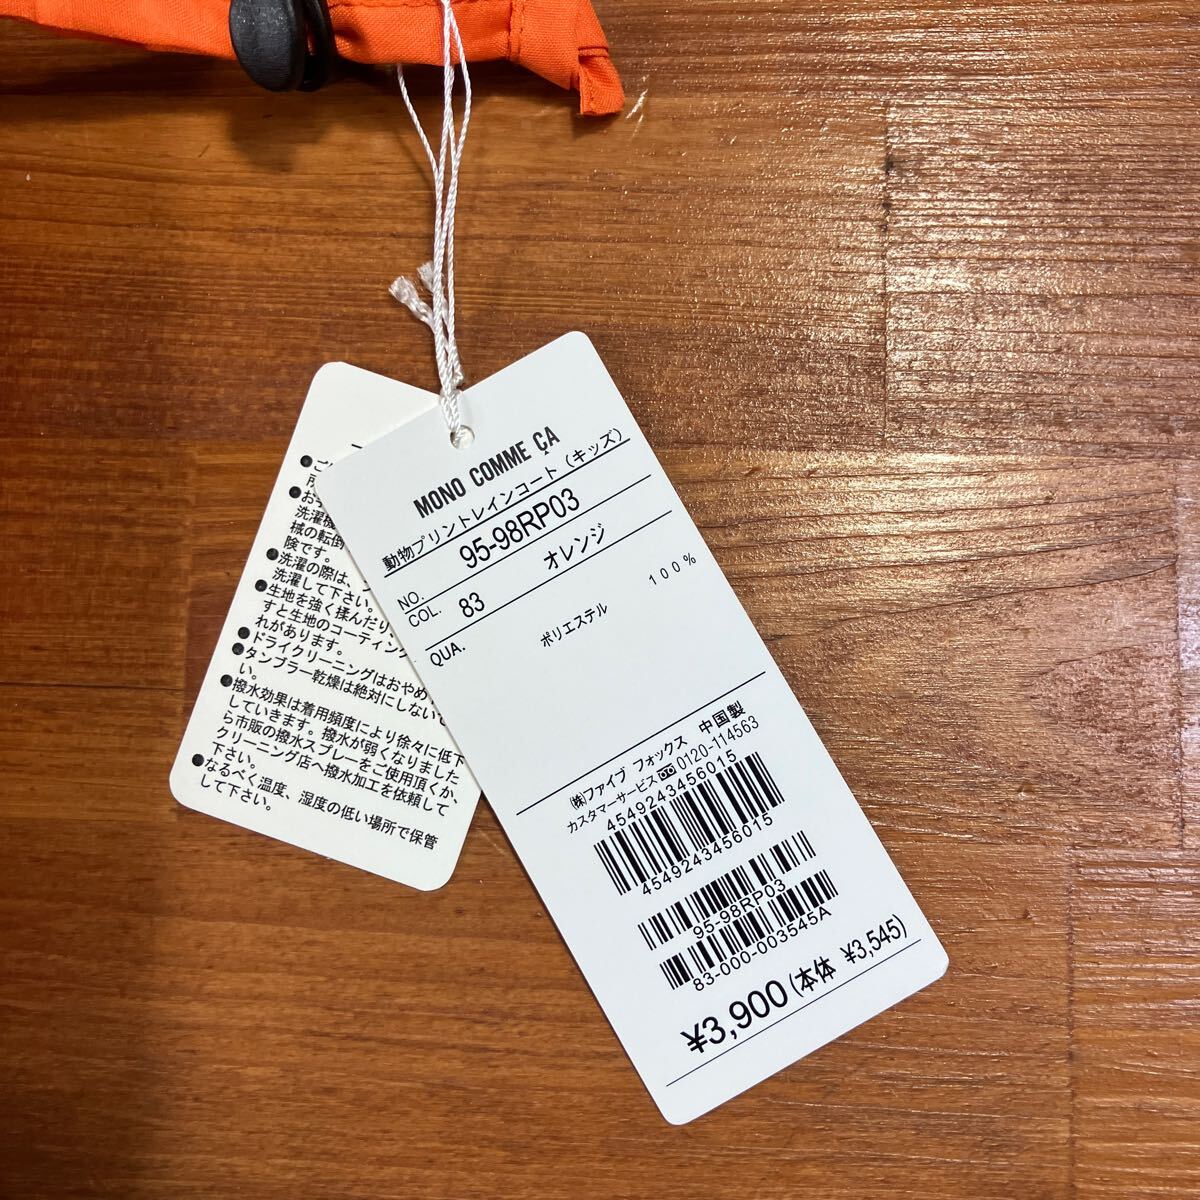 MONO COMME ÇA
動物プリントレインコート(キッズ)
NO. 95-98RP03
COL. 83 オレンジ
QUA.
ポリエステル 100%
㈱ファイブ フォックス 中国製
カスタマーサービス 0120-114563
4549243456015
4549243456015
95-98RP03
83-000-003545A
¥3,900(本体 ¥3,545)
●ご
所
●お手
洗濯機
械の転倒
険です。
●洗濯の際は、
洗濯して下さい。
●生地を強く揉んだり
すと生地のコーティング
れがあります。
●ドライクリーニングはおやめ
●タンブラー乾燥は絶対にしないで
い。
●撥水効果は着用頻度により徐々に低下
していきます。撥水が弱くなりました
ら市販の撥水スプレーをご使用頂くか、
クリーニング店へ撥水加工を依頼して
下さい。
●なるべく温度、湿度の低い場所で保管
して下さい。